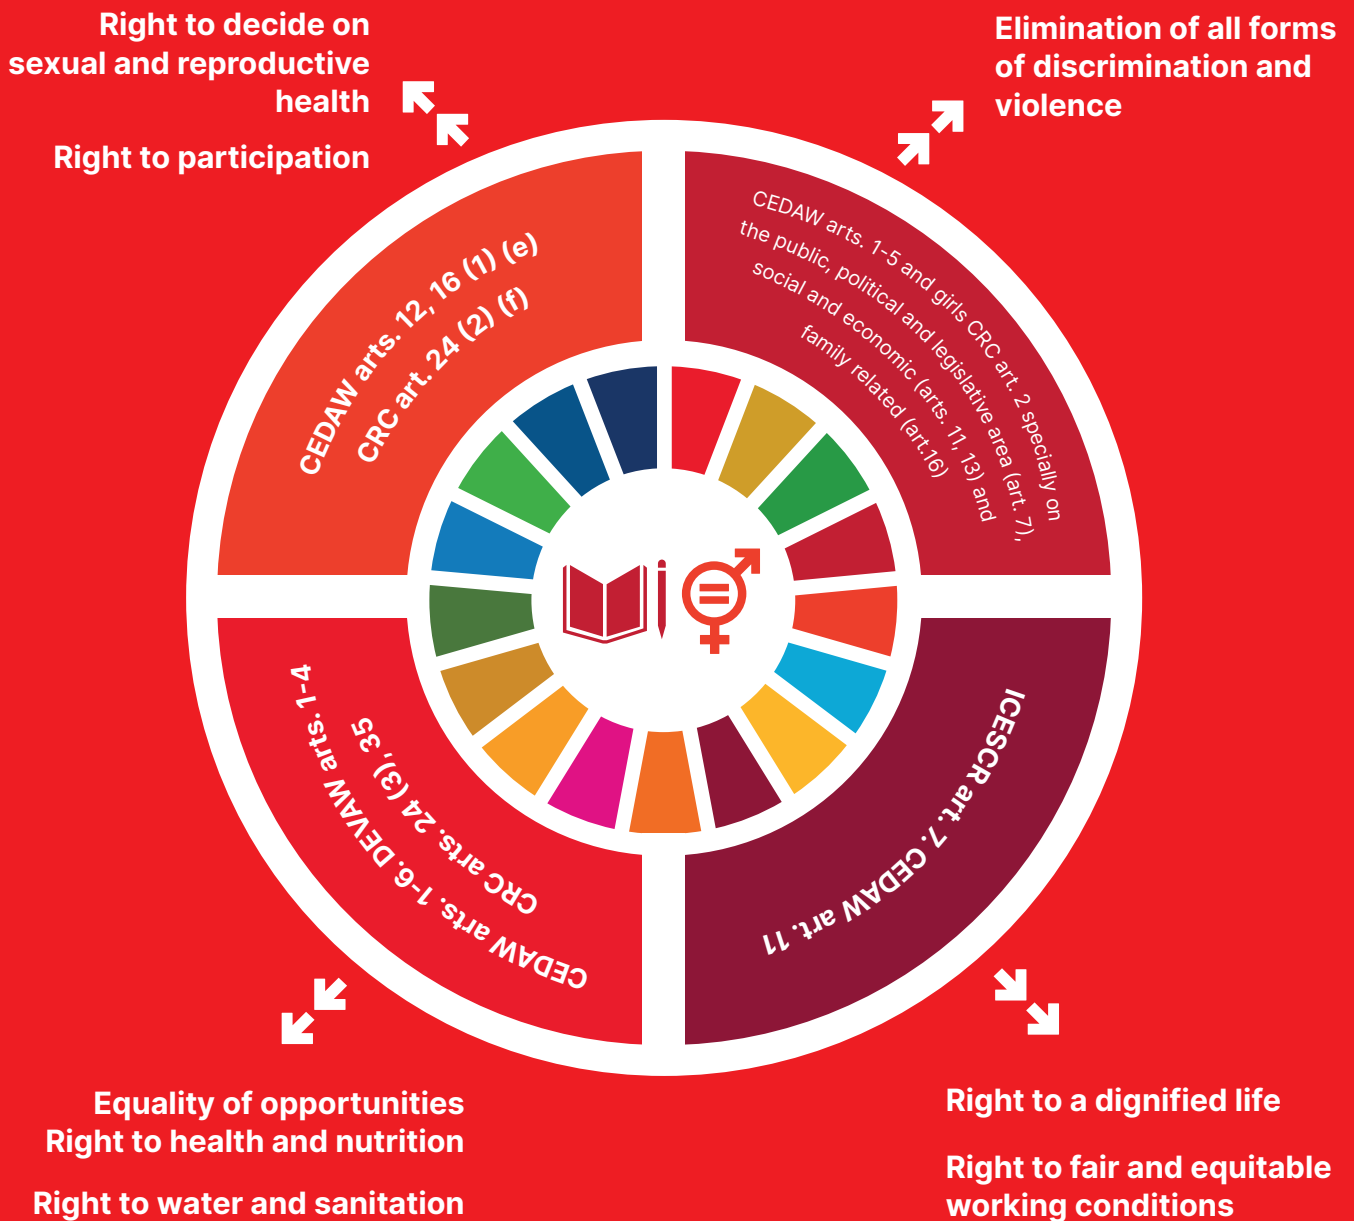 Right to decide on
sexual and reproductive
health
Right to participation
Elimination of all forms
of discrimination and
violence
CEDAW arts. 12, 16 (1) (e)
CRC art. 24 (2) (f)
CEDAW arts. 1-5 and girls CRC art. 2 specially on
the public, political and legislative area (art. 7),
social and economic (arts. 11, 13) and
family related (art.16)
CEDAW arts. 1-6. DEVAW arts. 1-4
CRC arts. 24 (3), 35
ICESCR art. 7. CEDAW art. 11
Equality of opportunities
Right to health and nutrition
Right to water and sanitation
Right to a dignified life
Right to fair and equitable
working conditions